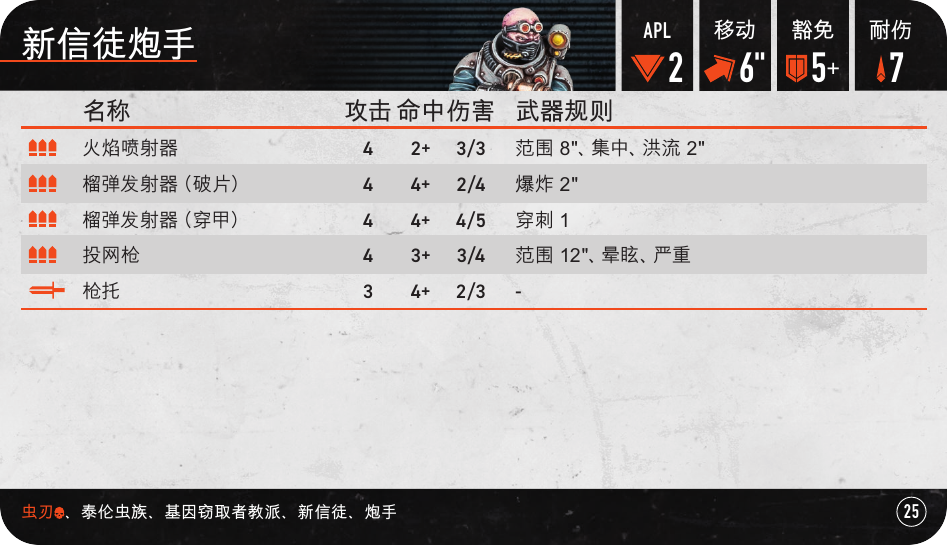 新信徒炮手
APL 移动 豁免 耐伤
2 6" 5+ 7
名称 攻击 命中 伤害 武器规则
火焰喷射器 4 2+ 3/3 范围 8"、集中、洪流 2"
榴弹发射器（破片） 4 4+ 2/4 爆炸 2"
榴弹发射器（穿甲） 4 4+ 4/5 穿刺 1
投网枪 4 3+ 3/4 范围 12"、晕眩、严重
枪托 3 4+ 2/3 -
虫刃、泰伦虫族、基因窃取者教派、新信徒、炮手
25